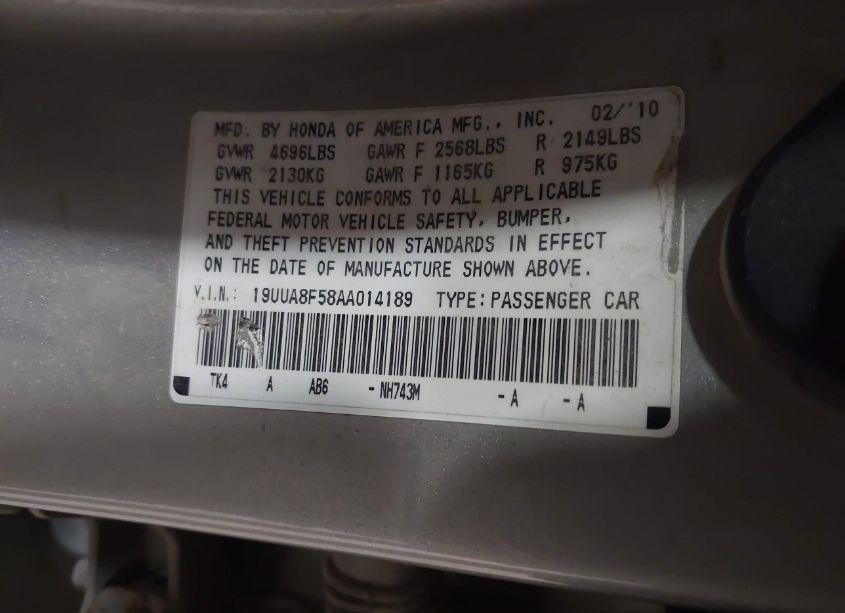 MFD. BY HONDA OF AMERICA MFG., INC. 02/'10
GVWR 4696LBS GAWR F 2568LBS R 2149LBS
GVWR 2130KG GAWR F 1165KG R 975KG
THIS VEHICLE CONFORMS TO ALL APPLICABLE
FEDERAL MOTOR VEHICLE SAFETY, BUMPER,
AND THEFT PREVENTION STANDARDS IN EFFECT
ON THE DATE OF MANUFACTURE SHOWN ABOVE.
V.I.N.: 19UUA8F58AA014189 TYPE: PASSENGER CAR
TK4 A AB6 - NH743M - A - A